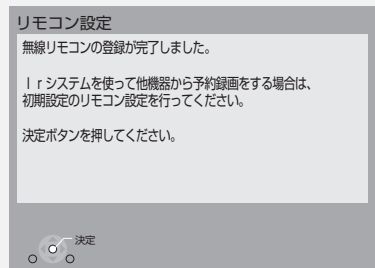 リモコン設定
無線リモコンの登録が完了しました。
Ｉｒシステムを使って他機器から予約録画をする場合は、
初期設定のリモコン設定を行ってください。
決定ボタンを押してください。
決定